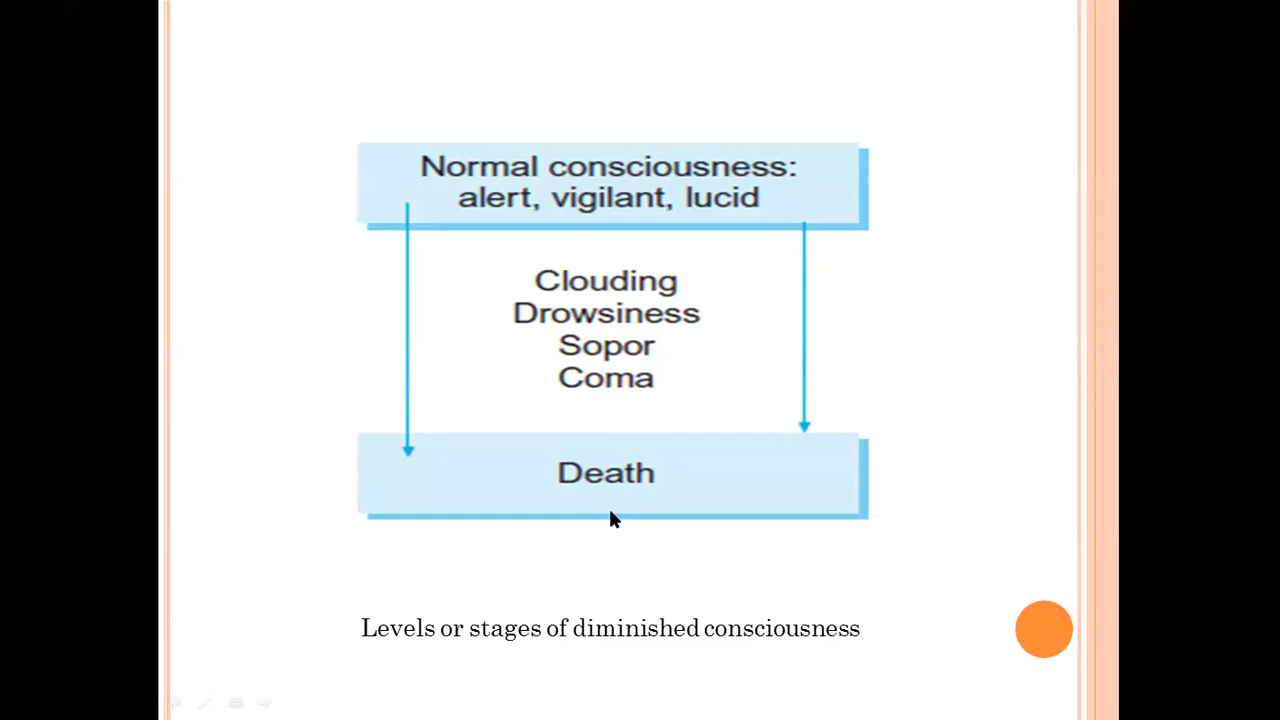 Normal consciousness:
alert, vigilant, lucid
Clouding
Drowsiness
Sopor
Coma
Death
Levels or stages of diminished consciousness